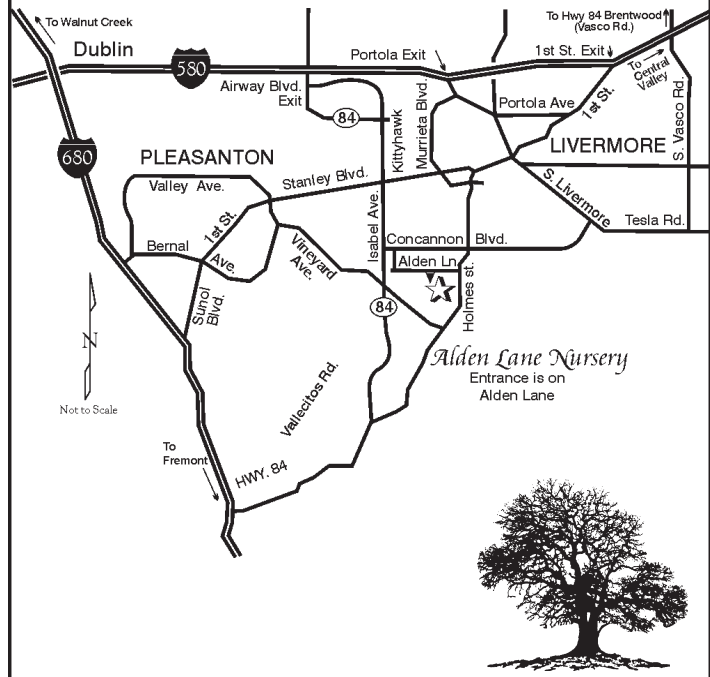 To Walnut Creek
Dublin
580
680
To Hwy 84 Brentwood
(Vasco Rd.)
Portola Exit
1st St. Exit
To
Central
Valley
Airway Blvd.
Exit
84
Kittyhawk
Murrieta Blvd.
Portola Ave
1st St.
S. Vasco Rd.
LIVERMORE
PLEASANTON
Valley Ave.
Stanley Blvd.
S. Livermore
Tesla Rd.
Isabel Ave.
Concannon Blvd.
Alden Ln.
Holmes st.
1st St.
Bernal
Ave.
Vineyard
Ave.
Sunol
Blvd.
84
N
Not to Scale
Alden Lane Nursery
Entrance is on
Alden Lane
Vallecitos Rd.
HWY. 84
To
Fremont